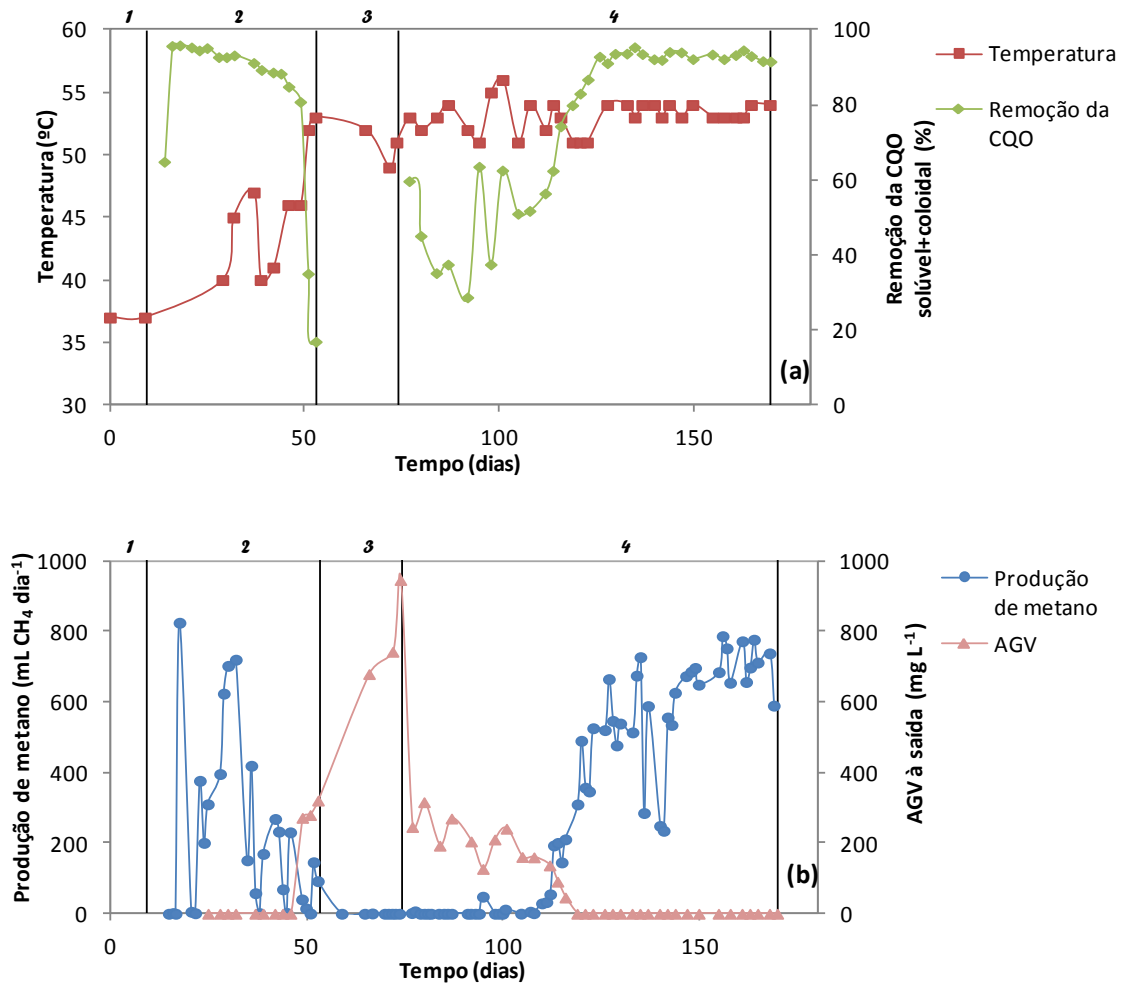 1 2 3 4
60 100
55 80
50 60
45
40 40
35 20
30 0
0 50 100 150
Temperatura (ºC)
Tempo (dias)
Remoção da CQO
solúvel+coloidal (%)
(a)
Temperatura
Remoção da
CQO
1 2 3 4
1000 1000
800 800
600 600
400 400
200 200
0 0
0 50 100 150
Produção de metano (mL CH₄ dia⁻¹)
Tempo (dias)
AGV à saída (mg L⁻¹)
(b)
Produção
de metano
AGV